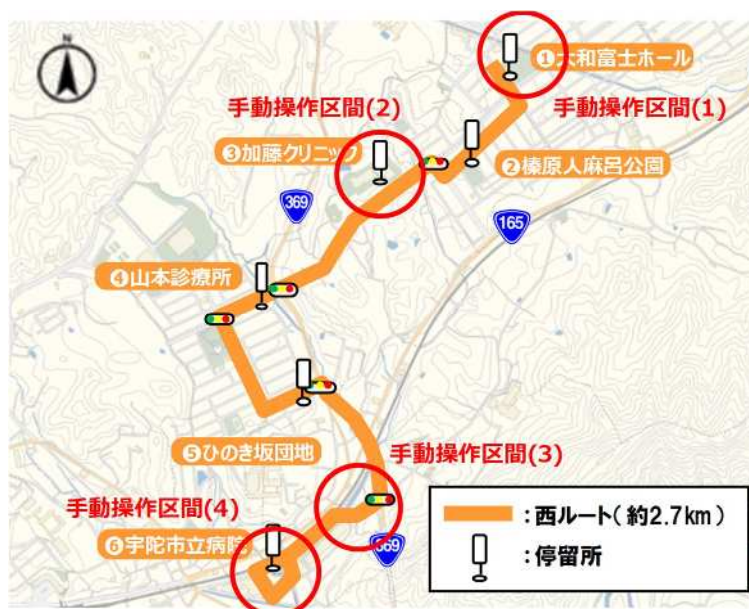 N
❶大和富士ホール
手動操作区間(1)
手動操作区間(2)
❸加藤クリニック
❷榛原人麻呂公園
369
165
❹山本診療所
❺ひのき坂団地
手動操作区間(3)
手動操作区間(4)
❻宇陀市立病院
369
:西ルート(約2.7km)
:停留所